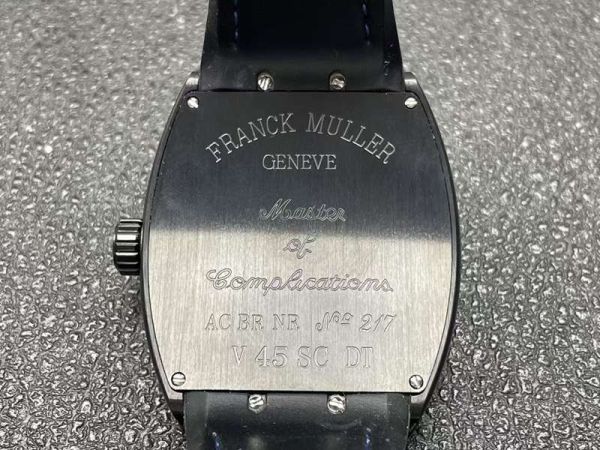 FRANCK MULLER
GENEVE
Master
of
Complications
AC BR NR Nº 217
V 45 SC DT